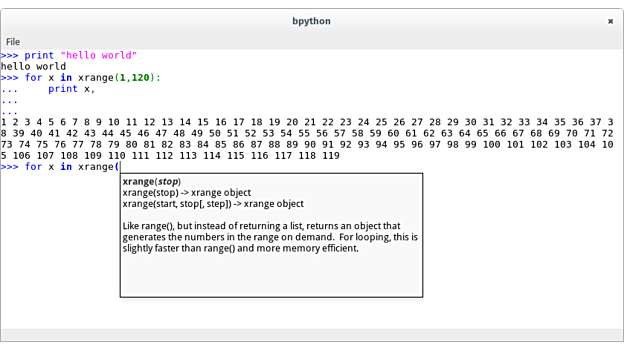 bpython
File
>>> print "hello world"
hello world
>>> for x in xrange(1,120):
...     print x,
...
...
1 2 3 4 5 6 7 8 9 10 11 12 13 14 15 16 17 18 19 20 21 22 23 24 25 26 27 28 29 30 31 32 33 34 35 36 37 3
8 39 40 41 42 43 44 45 46 47 48 49 50 51 52 53 54 55 56 57 58 59 60 61 62 63 64 65 66 67 68 69 70 71 72
73 74 75 76 77 78 79 80 81 82 83 84 85 86 87 88 89 90 91 92 93 94 95 96 97 98 99 100 101 102 103 104 10
5 106 107 108 109 110 111 112 113 114 115 116 117 118 119
>>> for x in xrange(
xrange(stop)
xrange(stop) -> xrange object
xrange(start, stop[, step]) -> xrange object
Like range(), but instead of returning a list, returns an object that
generates the numbers in the range on demand.  For looping, this is
slightly faster than range() and more memory efficient.